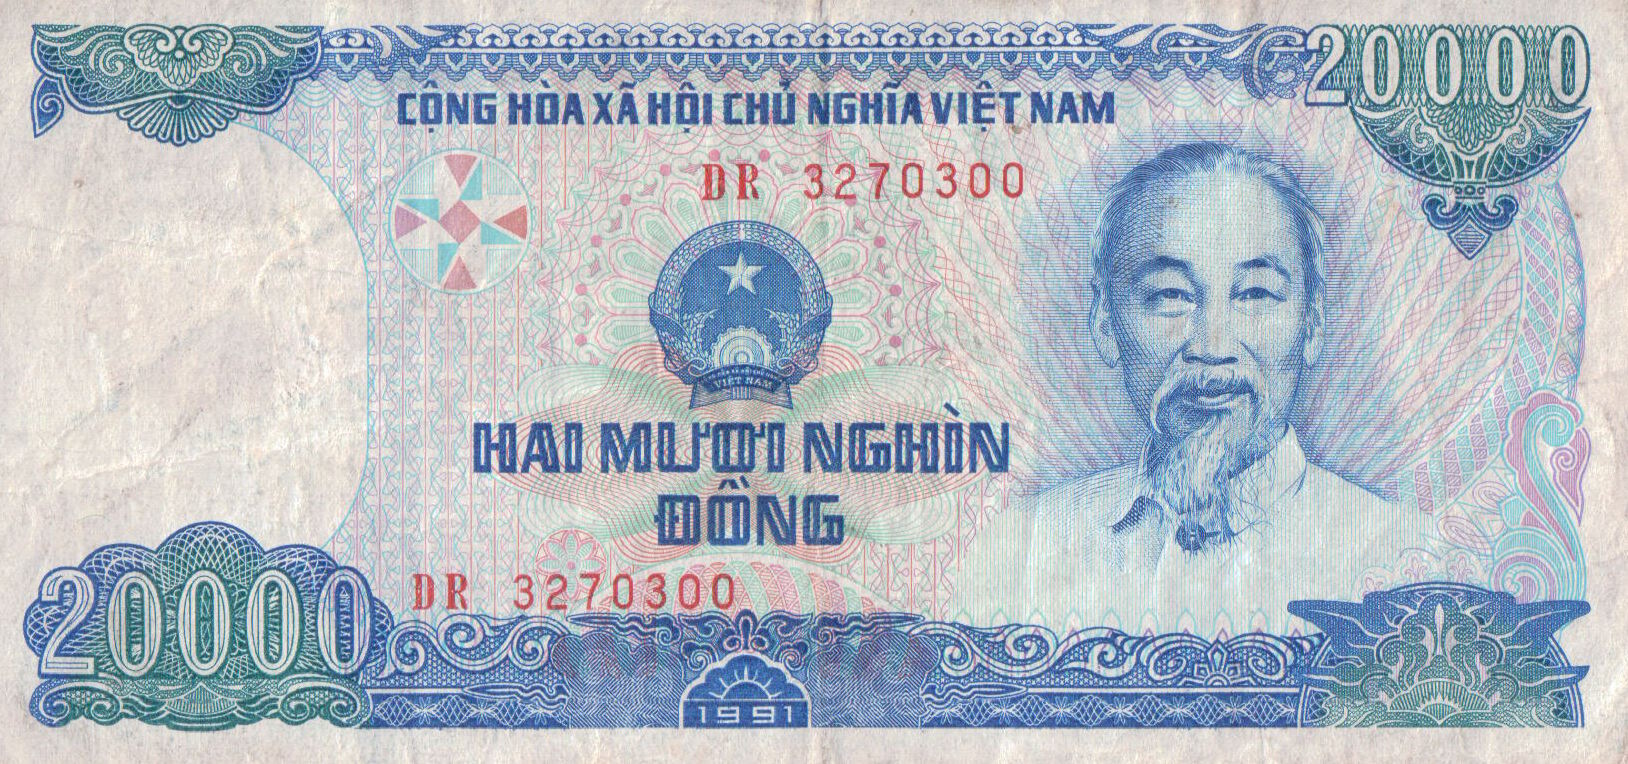 20000
CỘNG HÒA XÃ HỘI CHỦ NGHĨA VIỆT NAM
DR 3270300
VIỆT NAM
HAI MƯƠI NGHÌN
ĐỒNG
DR 3270300
20000
1991